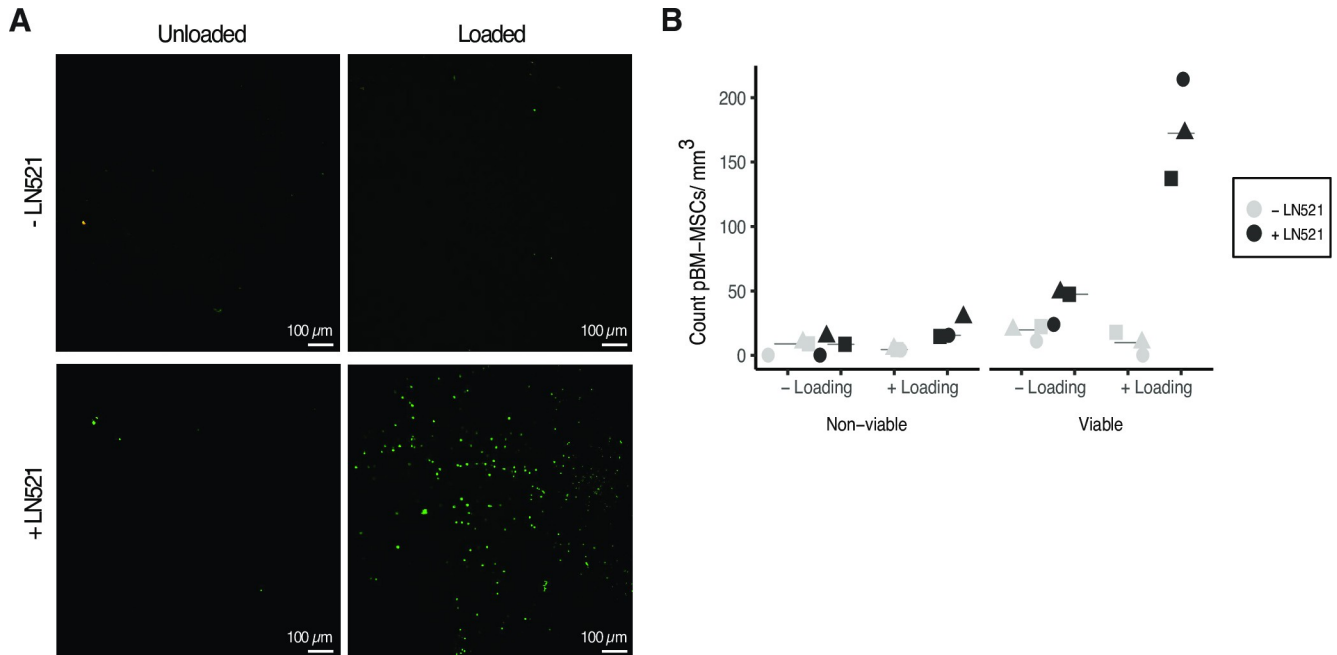 A
Unloaded
Loaded
- LN521
100 µm
100 µm
+ LN521
100 µm
100 µm
B
Count pBM−MSCs/ mm3
200
150
100
50
0
− Loading
+ Loading
− Loading
+ Loading
Non−viable
Viable
− LN521
+ LN521